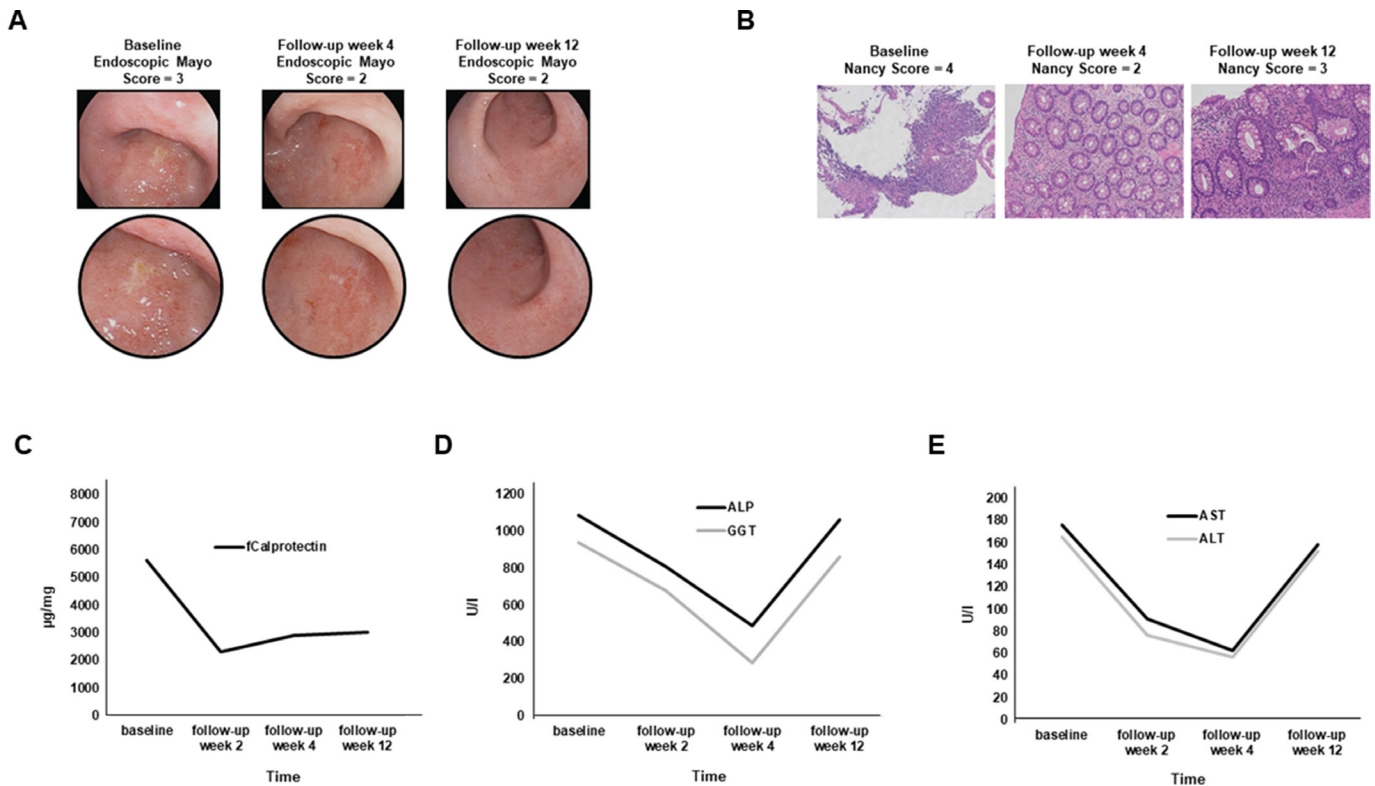 A
Baseline
Endoscopic Mayo
Score = 3
Follow-up week 4
Endoscopic Mayo
Score = 2
Follow-up week 12
Endoscopic Mayo
Score = 2
B
Baseline
Nancy Score = 4
Follow-up week 4
Nancy Score = 2
Follow-up week 12
Nancy Score = 3
C
8000
7000
6000
5000
4000
3000
2000
1000
0
µg/mg
fCalprotectin
baseline
follow-up
week 2
follow-up
week 4
follow-up
week 12
Time
D
1200
1000
800
600
400
200
0
U/l
ALP
GGT
baseline
follow-up
week 2
follow-up
week 4
follow-up
week 12
Time
E
200
180
160
140
120
100
80
60
40
20
0
U/l
AST
ALT
baseline
follow-up
week 2
follow-up
week 4
follow-up
week 12
Time